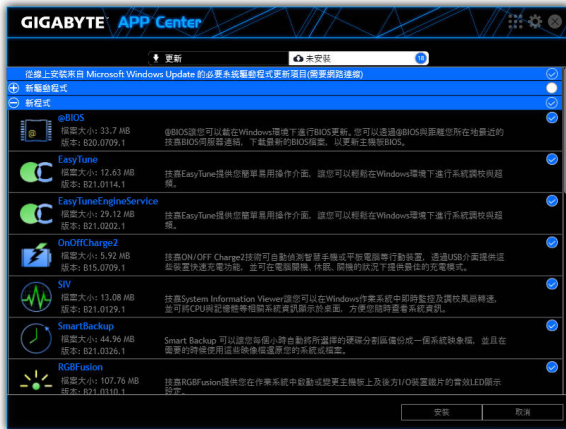 GIGABYTE™ APP Center
更新
未安裝
18
從線上安裝來自 Microsoft Windows Update 的必要系統驅動程式更新項目(需要網路連線)
新驅動程式
新程式
@BIOS
檔案大小: 33.7 MB
版本: B20.0709.1
@BIOS讓您可以載在Windows環境下進行BIOS更新。您可以透過@BIOS與距離您所在地最近的
技嘉BIOS伺服器連結，下載最新的BIOS檔案，以更新主機板BIOS。
EasyTune
檔案大小: 12.63 MB
版本: B21.0114.1
技嘉EasyTune提供您簡單易用操作介面，讓您可以輕鬆在Windows環境下進行系統調校與超
頻。
EasyTuneEngineService
檔案大小: 29.12 MB
版本: B21.0202.1
技嘉EasyTune提供您簡單易用操作介面，讓您可以輕鬆在Windows環境下進行系統調校與超
頻。
OnOffCharge2
檔案大小: 5.92 MB
版本: B15.0709.1
技嘉ON/OFF Charge2技術可自動偵測智慧手機或平板電腦等行動裝置，透過USB介面提供這
些裝置快速充電功能，並可在電腦開機、休眠、關機的狀況下提供最佳的充電模式。
SIV
檔案大小: 13.08 MB
版本: B21.0129.1
技嘉System Information Viewer讓您可以在Windows作業系統中即時監控及調校風扇轉速，
並可將CPU與記憶體等相關系統資訊顯示於桌面，方便您隨時查看系統資訊。
SmartBackup
檔案大小: 44.96 MB
版本: B21.0326.1
Smart Backup 可以讓您每個小時自動將所選擇的硬碟分割區備份成一個系統映象檔，並且在
需要的時候使用這些映像檔還原您的系統或檔案。
RGBFusion
檔案大小: 107.76 MB
版本: B21.0310.1
技嘉RGBFusion提供您在作業系統中啟動或變更主機板上及後方I/O裝置鐵片的音效LED顯示
設定。
安裝
取消